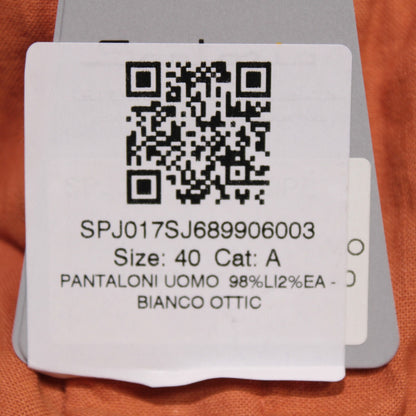 SPJ017SJ689906003
Size: 40 Cat: A
PANTALONI UOMO 98%LI2%EA -
BIANCO OTTIC